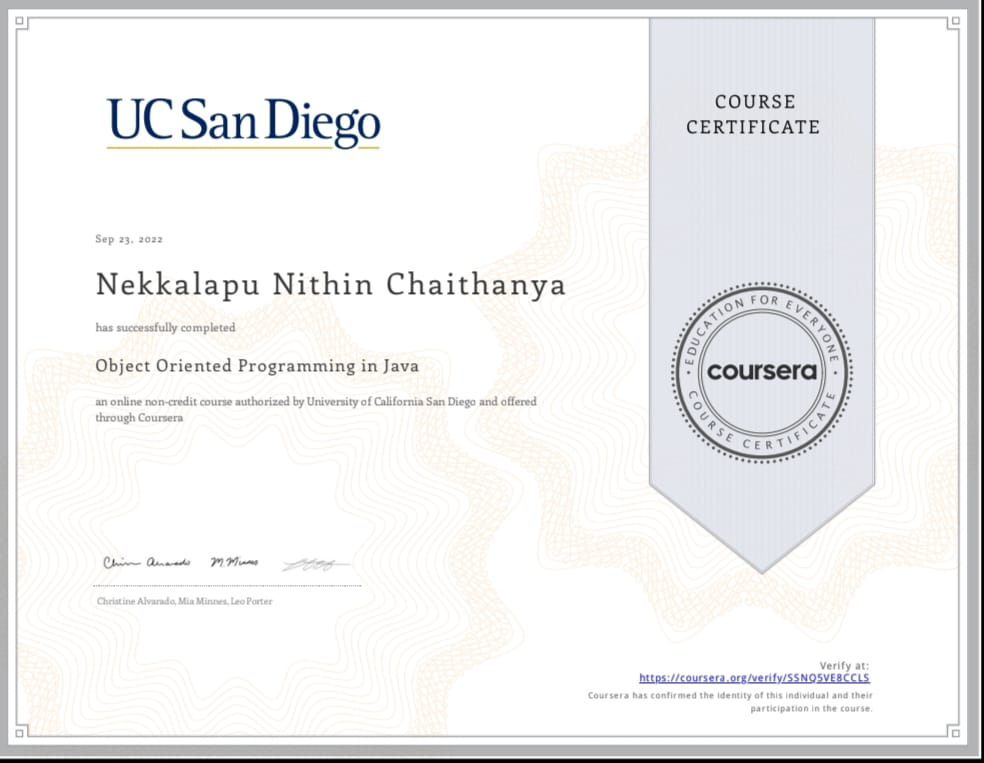 UC San Diego
COURSE
CERTIFICATE
Sep 23, 2022
Nekkalapu Nithin Chaithanya
has successfully completed
Object Oriented Programming in Java
an online non-credit course authorized by University of California San Diego and offered
through Coursera
EDUCATION FOR EVERYONE
coursera
COURSE CERTIFICATE
Christine Alvarado, Mia Minnes, Leo Porter
Verify at:
https://coursera.org/verify/SSNQ5VE8CCLS
Coursera has confirmed the identity of this individual and their
participation in the course.